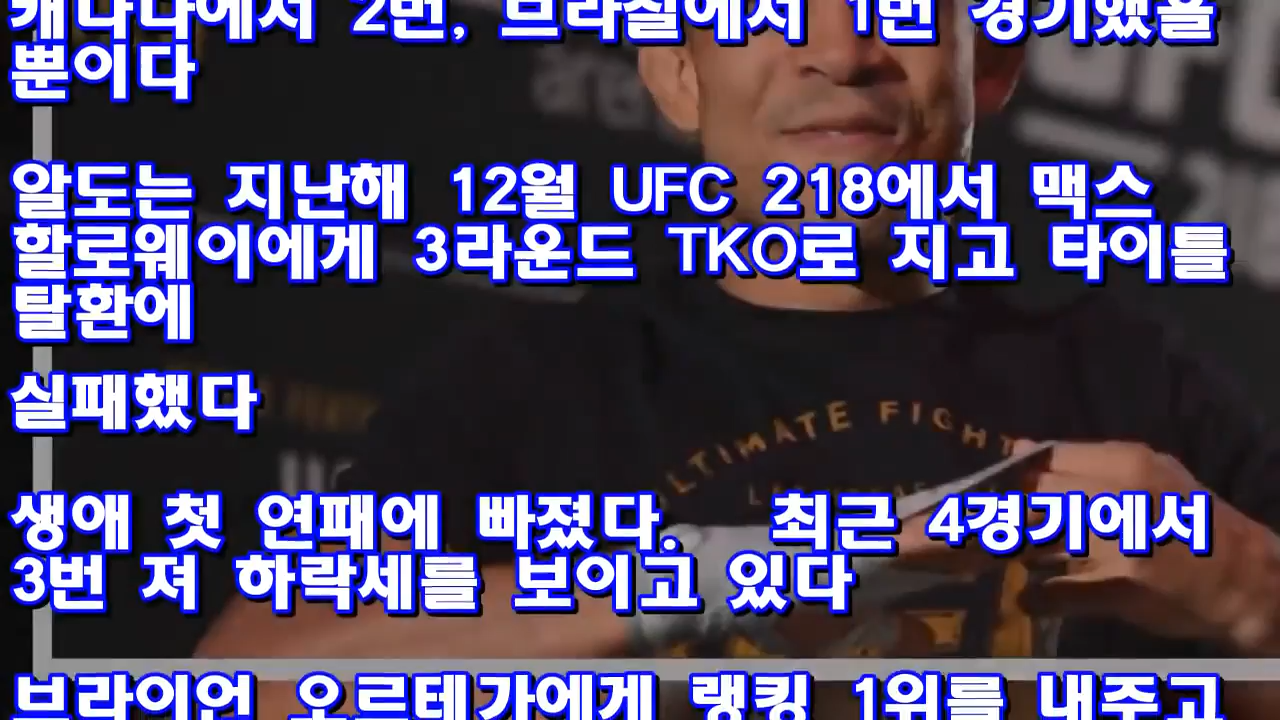 캐나다에서 2번, 브라질에서 1번 경기했을
뿐이다
알도는 지난해 12월 UFC 218에서 맥스
할로웨이에게 3라운드 TKO로 지고 타이틀
탈환에
실패했다
ULTIMATE FIGHT
생애 첫 연패에 빠졌다. 최근 4경기에서
3번 져 하락세를 보이고 있다
브라이언 오르테가에게 랭킹 1위를 내주고